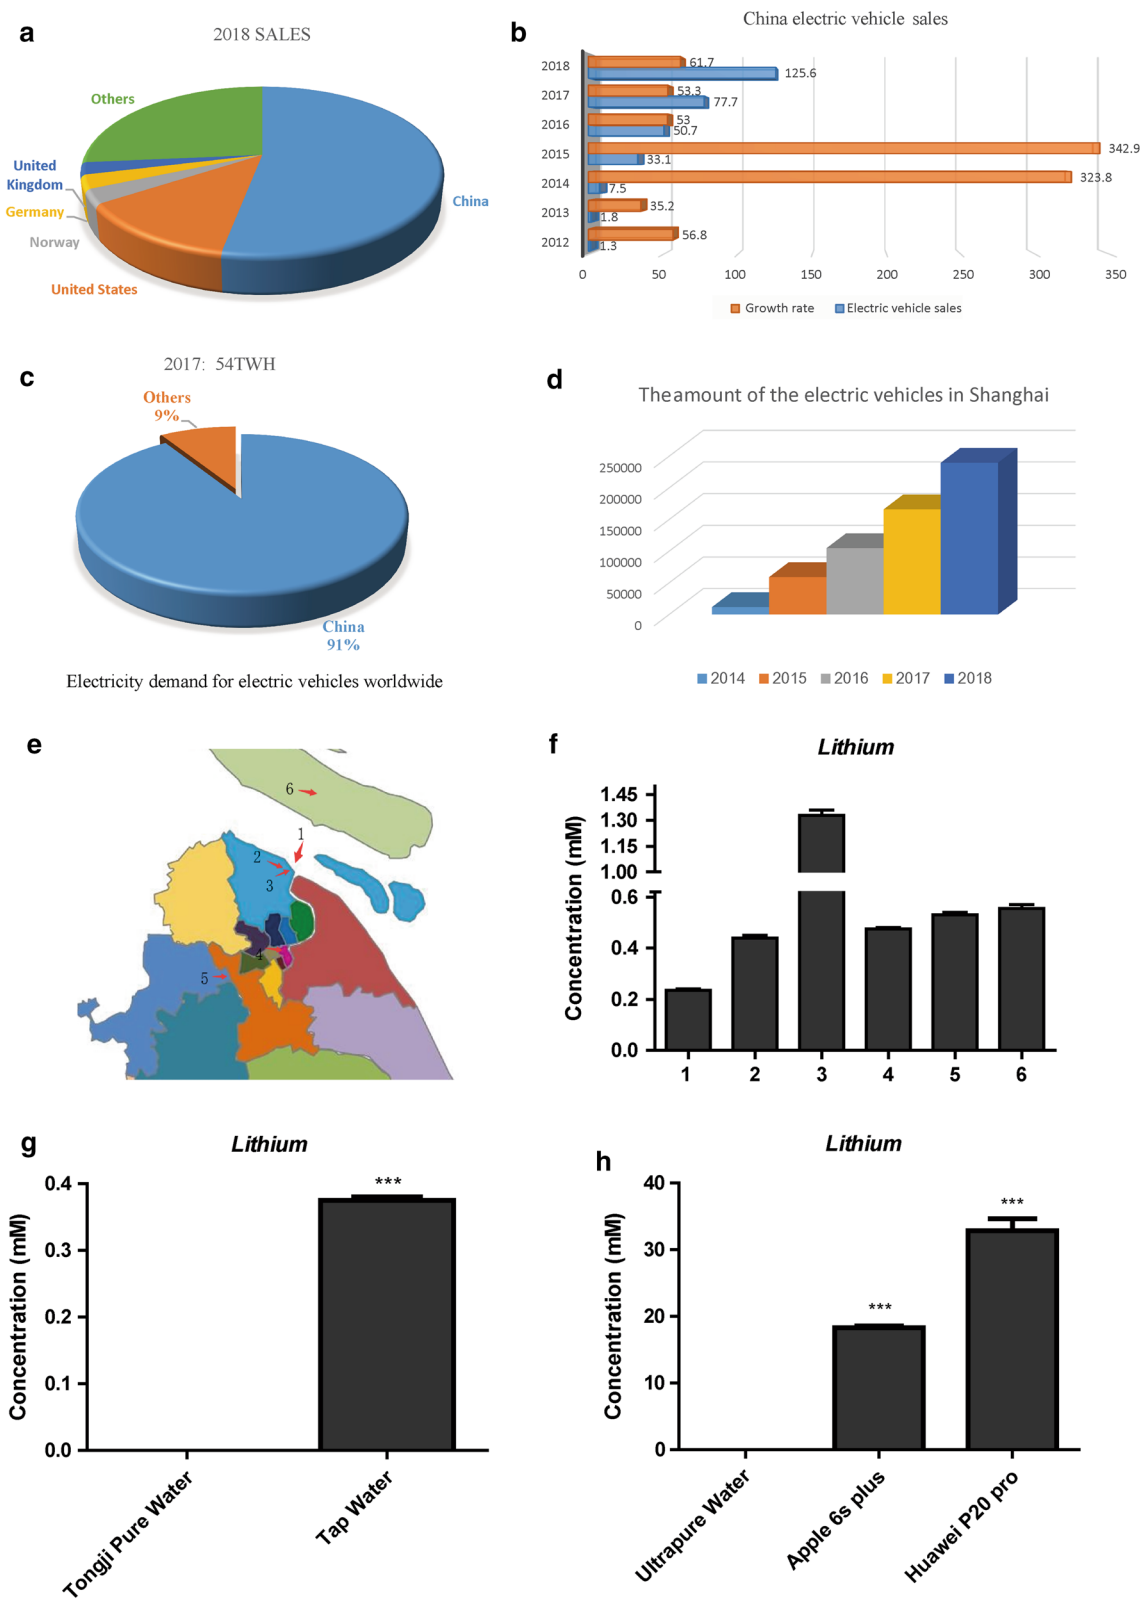 a
2018 SALES
Others
United
Kingdom
Germany
Norway
United States
China
b
China electric vehicle sales
2018
61.7
125.6
2017
53.3
77.7
2016
53
50.7
2015
342.9
33.1
2014
323.8
7.5
2013
35.2
1.8
2012
56.8
1.3
0 50 100 150 200 250 300 350
Growth rate Electric vehicle sales
c
2017: 54TWH
Others
9%
China
91%
Electricity demand for electric vehicles worldwide
d
Theamount of the electric vehicles in Shanghai
250000
200000
150000
100000
50000
0
2014 2015 2016 2017 2018
e
6
1
2
3
4
5
f
Lithium
Concentration (mM)
1.45
1.30
1.15
1.00
0.6
0.4
0.2
0.0
1 2 3 4 5 6
g
Lithium
Concentration (mM)
0.4
0.3
0.2
0.1
0.0
***
Tongji Pure Water
Tap Water
h
Lithium
Concentration (mM)
40
30
20
10
0
***
***
Ultrapure Water
Apple 6s plus
Huawei P20 pro